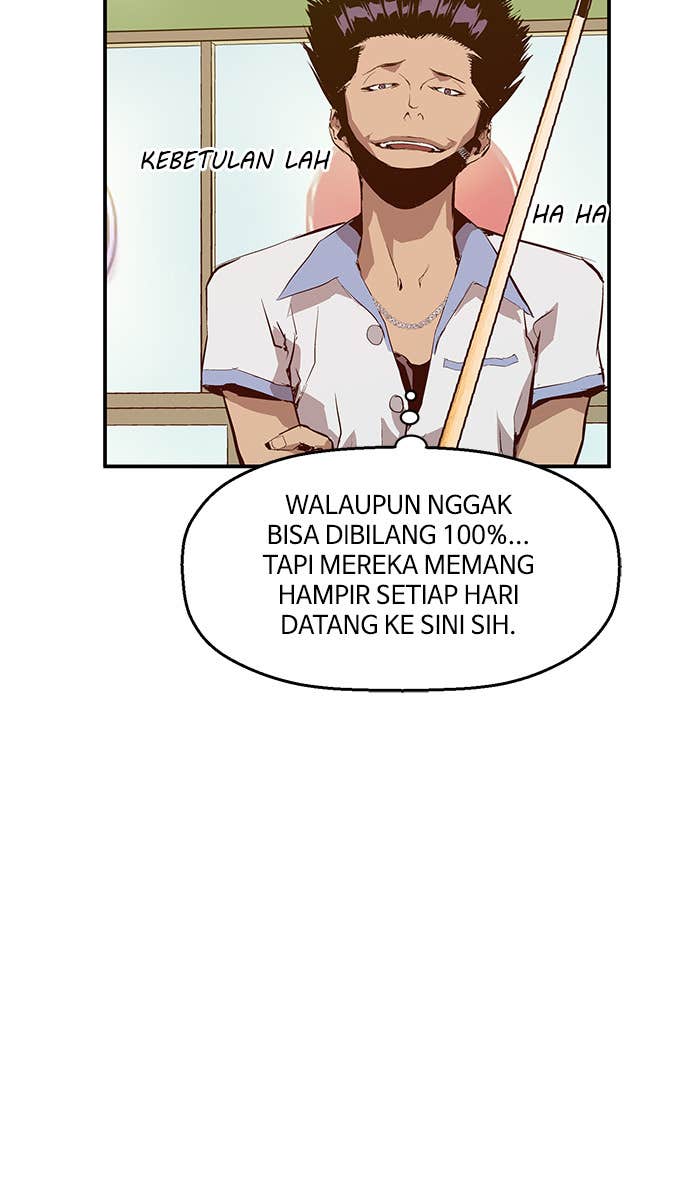 KEBETULAN LAH
HA HA
WALAUPUN NGGAK
BISA DIBILANG 100%...
TAPI MEREKA MEMANG
HAMPIR SETIAP HARI
DATANG KE SINI SIH.